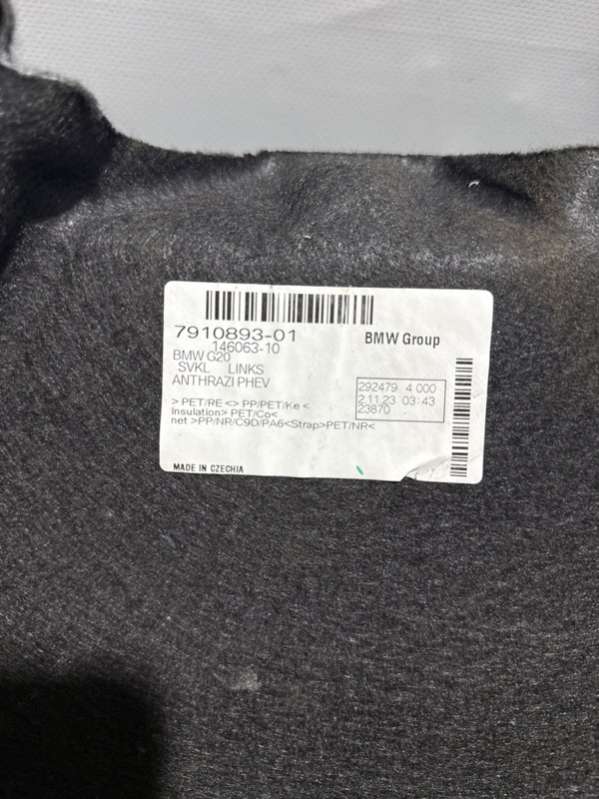 7910893-01
146063-10
BMW G20
SVKL LINKS
ANTHRAZI PHEV
BMW Group
292479 4 000
2.11.23 03:43
23870
> PET/RE <> PP/PET/Ke <
Insulation> PET/Co<
net >PP/NR/C9D/PA6<Strap>PET/NR<
MADE IN CZECHIA